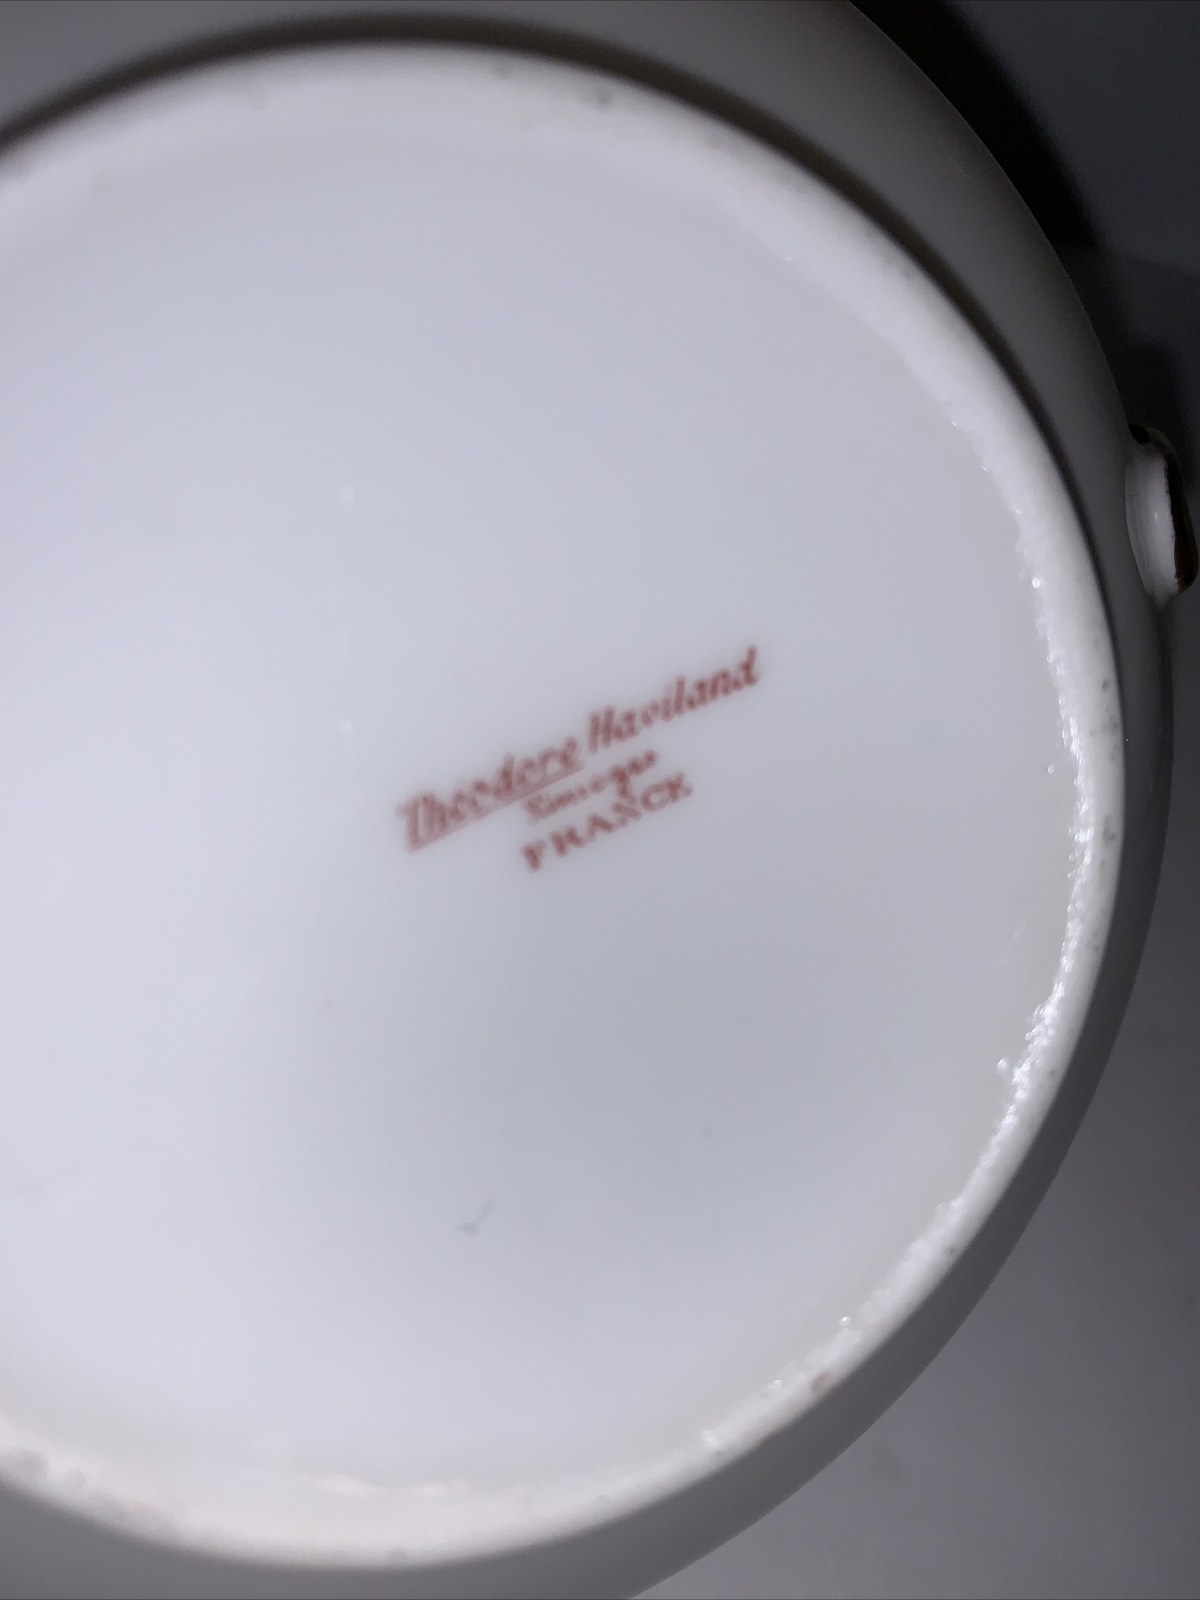 Theodore Haviland
Limoges
FRANCE